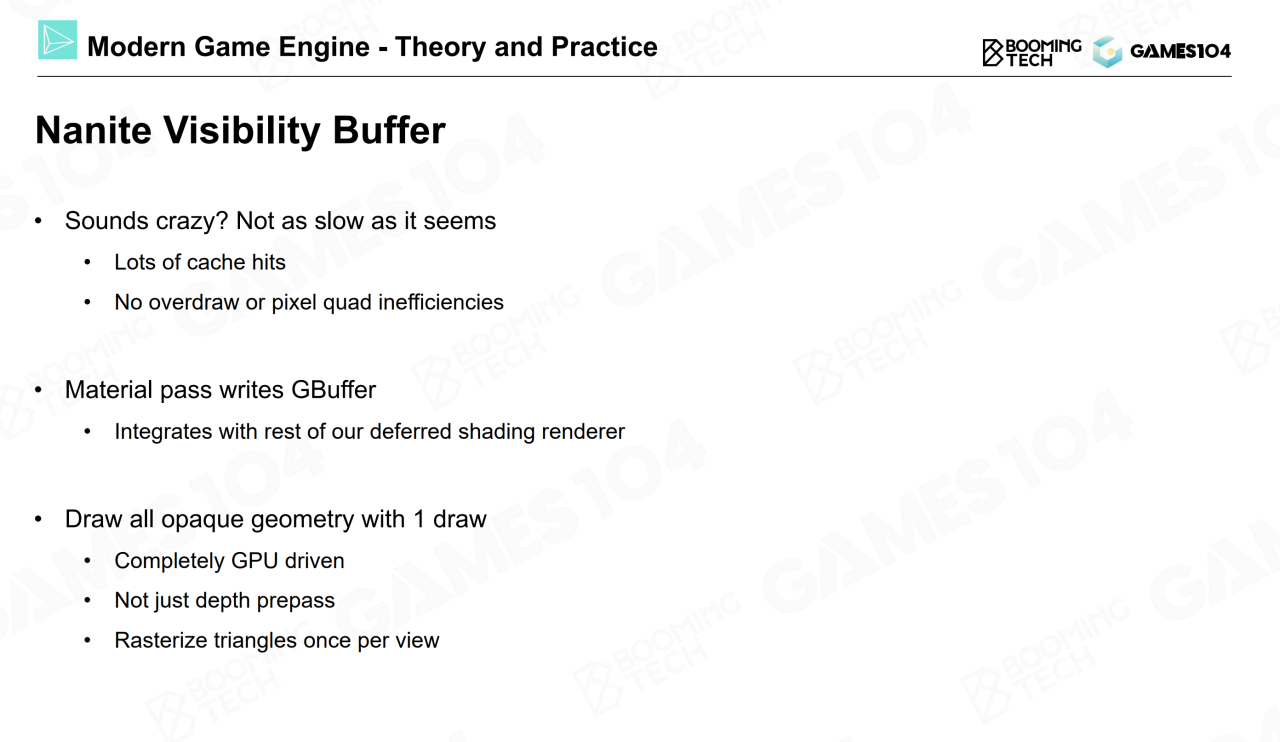 Modern Game Engine - Theory and Practice
BOOMING TECH
GAMES104
Nanite Visibility Buffer
• Sounds crazy? Not as slow as it seems
• Lots of cache hits
• No overdraw or pixel quad inefficiencies
• Material pass writes GBuffer
• Integrates with rest of our deferred shading renderer
• Draw all opaque geometry with 1 draw
• Completely GPU driven
• Not just depth prepass
• Rasterize triangles once per view